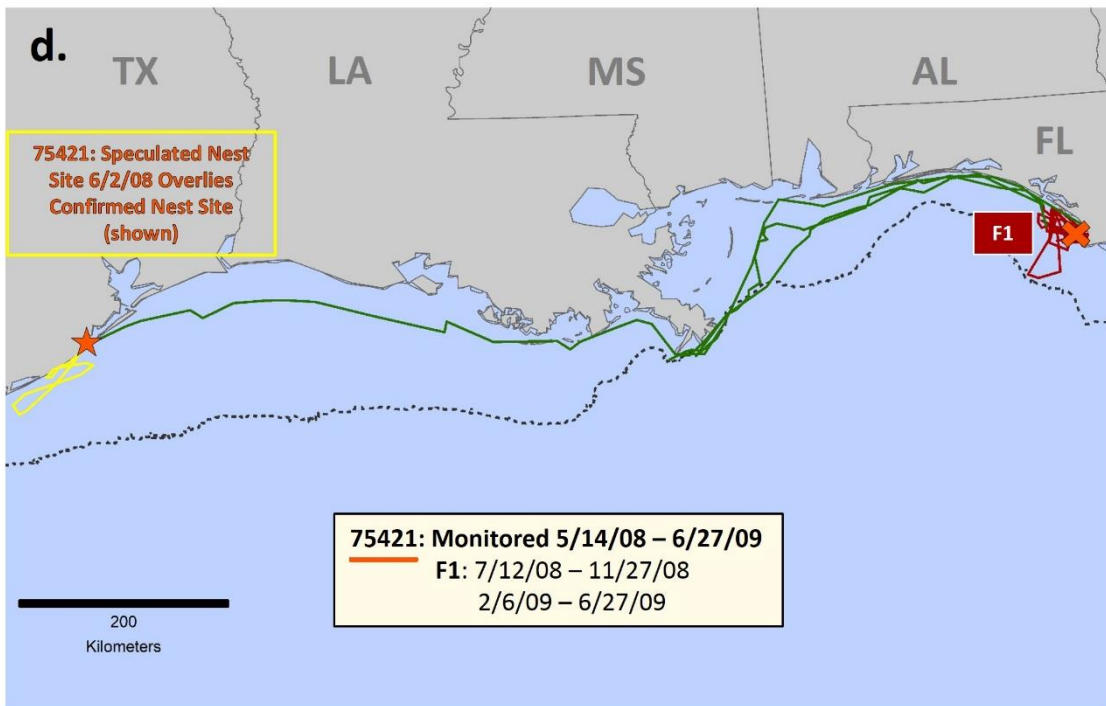 d.
TX
LA
MS
AL
FL
75421: Speculated Nest
Site 6/2/08 Overlies
Confirmed Nest Site
(shown)
F1
75421: Monitored 5/14/08 – 6/27/09
F1: 7/12/08 – 11/27/08
2/6/09 – 6/27/09
200
Kilometers